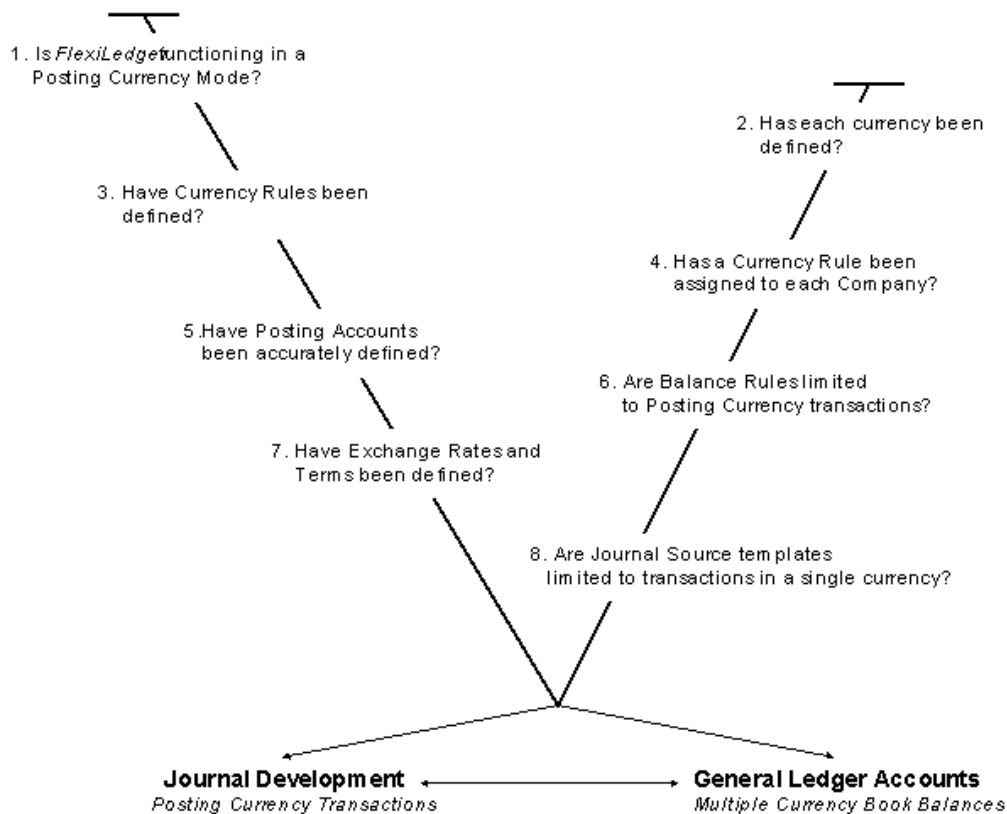 1. Is FlexiLedger functioning in a
Posting Currency Mode?
2. Has each currency been
defined?
3. Have Currency Rules been
defined?
4. Has a Currency Rule been
assigned to each Company?
5.Have Posting Accounts
been accurately defined?
6. Are Balance Rules limited
to Posting Currency transactions?
7. Have Exchange Rates and
Terms been defined?
8. Are Journal Source templates
limited to transactions in a single currency?
Journal Development
Posting Currency Transactions
General Ledger Accounts
Multiple Currency Book Balances